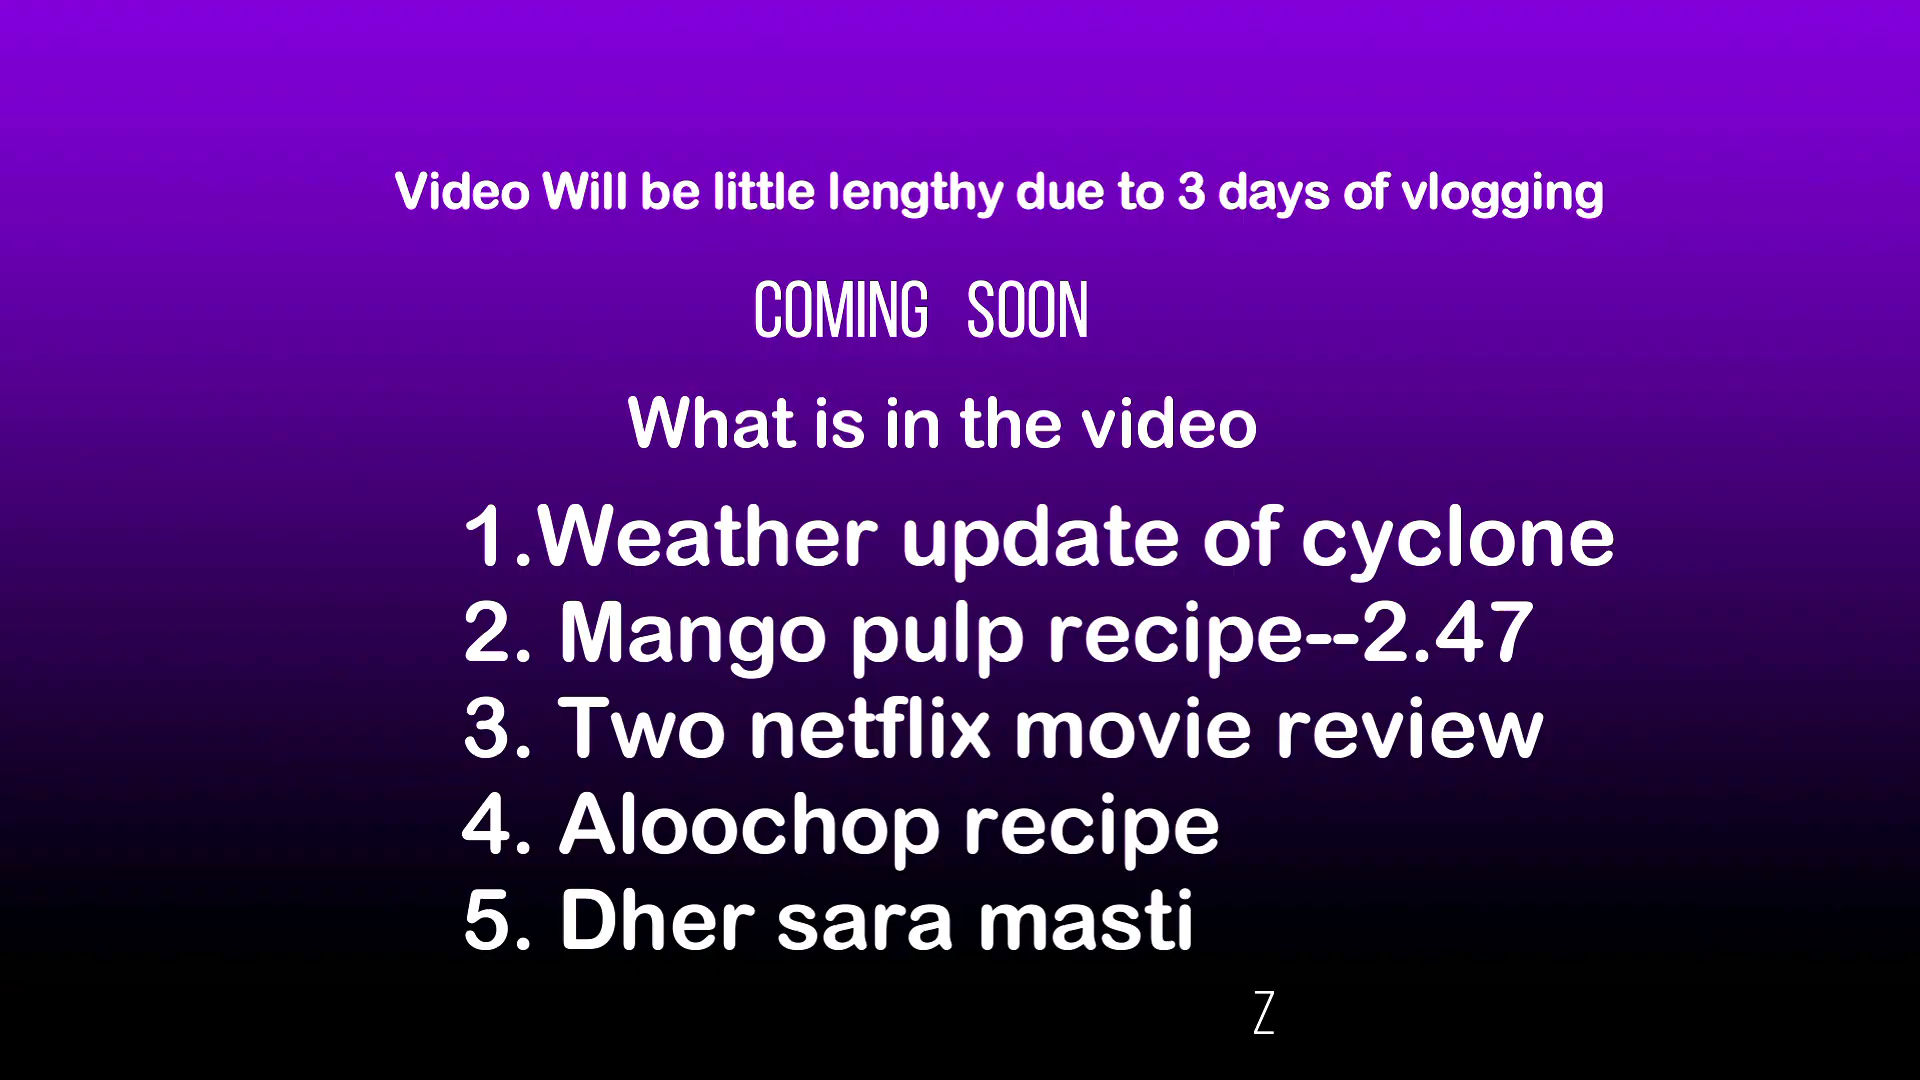 Video Will be little lengthy due to 3 days of vlogging
COMING SOON
What is in the video
1.Weather update of cyclone
2. Mango pulp recipe--2.47
3. Two netflix movie review
4. Aloochop recipe
5. Dher sara masti
Z